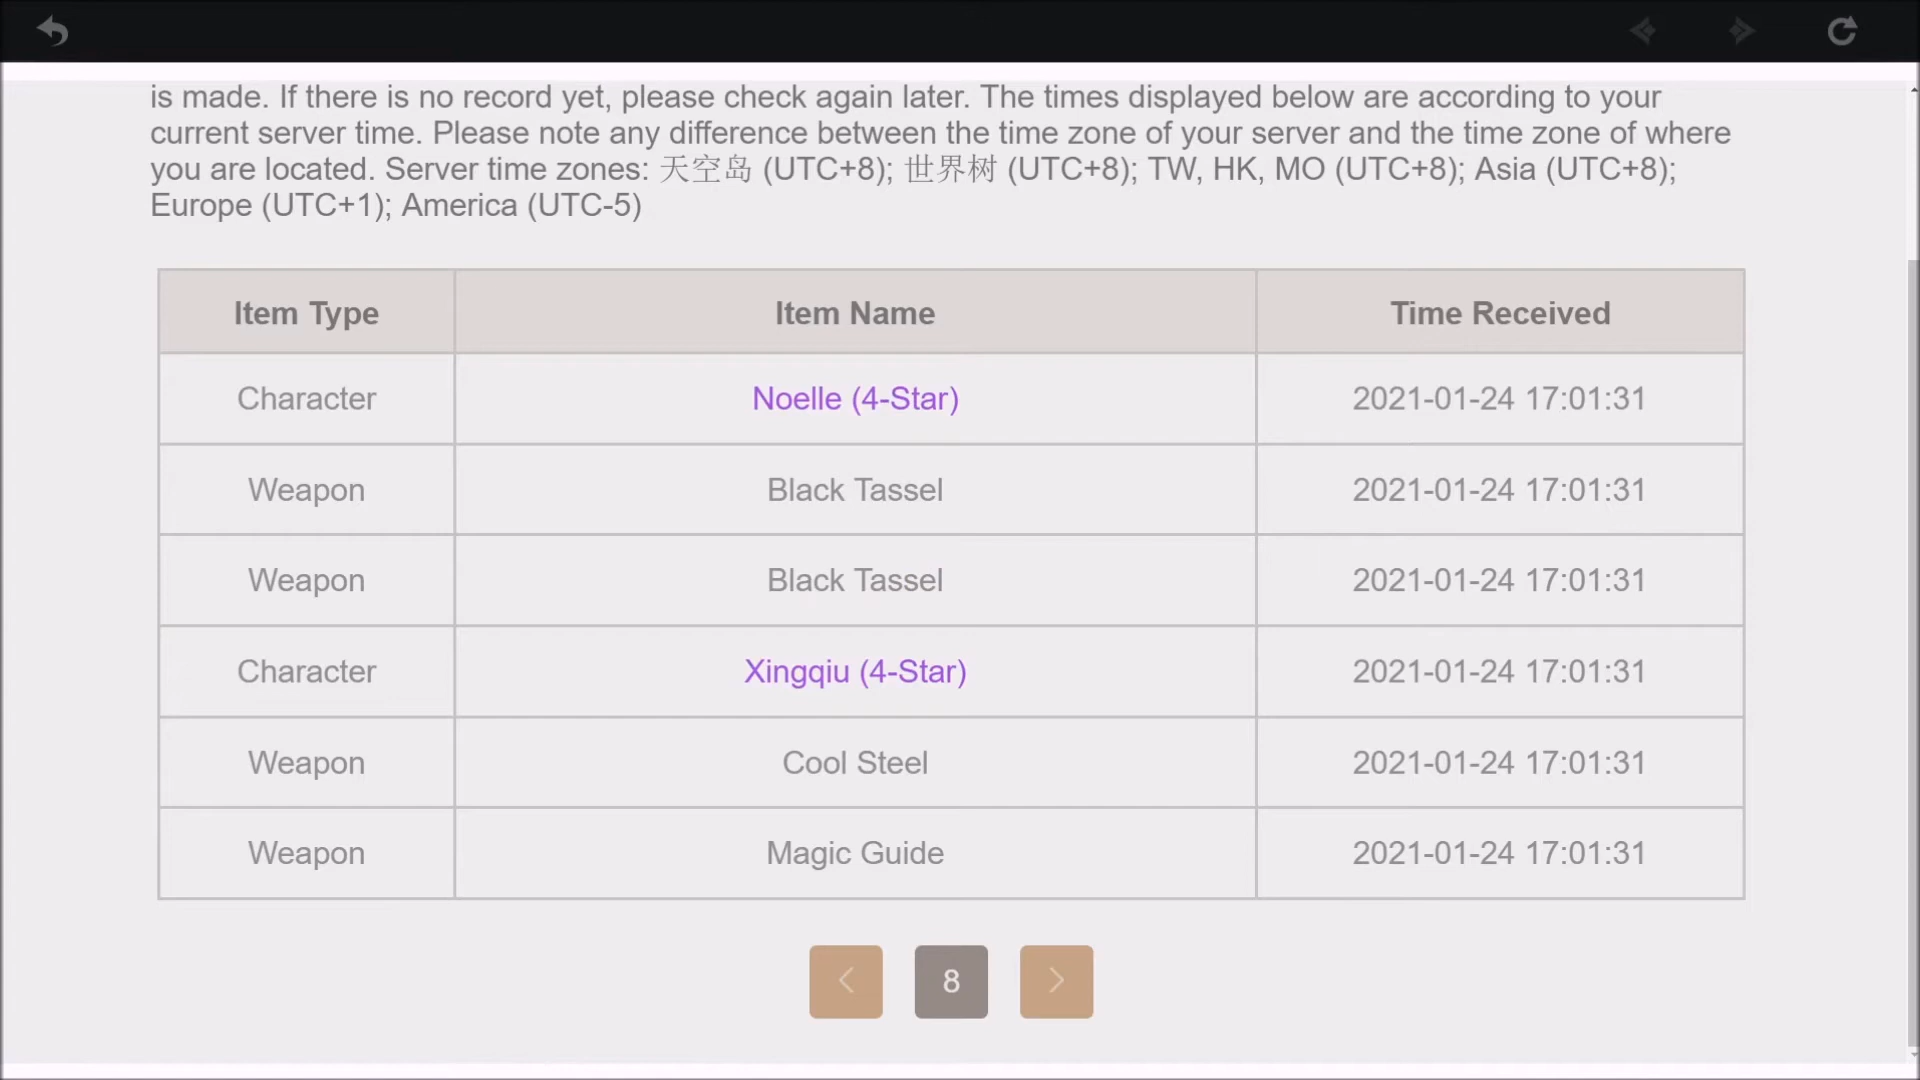 is made. If there is no record yet, please check again later. The times displayed below are according to your
current server time. Please note any difference between the time zone of your server and the time zone of where
you are located. Server time zones: 天空岛 (UTC+8); 世界树 (UTC+8); TW, HK, MO (UTC+8); Asia (UTC+8);
Europe (UTC+1); America (UTC-5)
Item Type Item Name Time Received
Character Noelle (4-Star) 2021-01-24 17:01:31
Weapon Black Tassel 2021-01-24 17:01:31
Weapon Black Tassel 2021-01-24 17:01:31
Character Xingqiu (4-Star) 2021-01-24 17:01:31
Weapon Cool Steel 2021-01-24 17:01:31
Weapon Magic Guide 2021-01-24 17:01:31
8